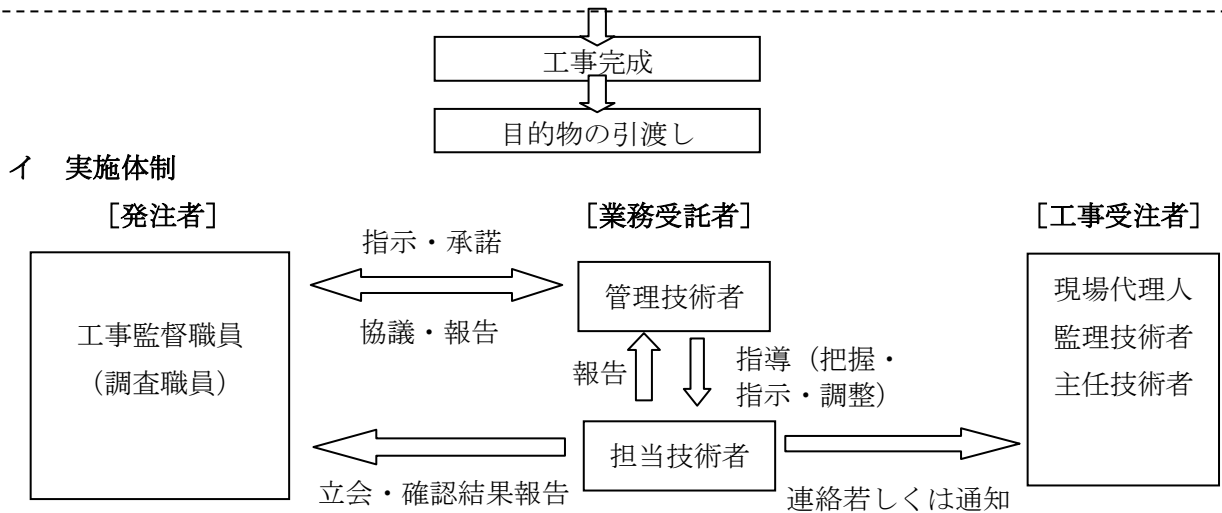 工事完成
目的物の引渡し
イ　実施体制
［発注者］
［業務受託者］
［工事受注者］
工事監督職員
（調査職員）
指示・承諾
協議・報告
管理技術者
報告
指導（把握・
指示・調整）
担当技術者
立会・確認結果報告
連絡若しくは通知
現場代理人
監理技術者
主任技術者